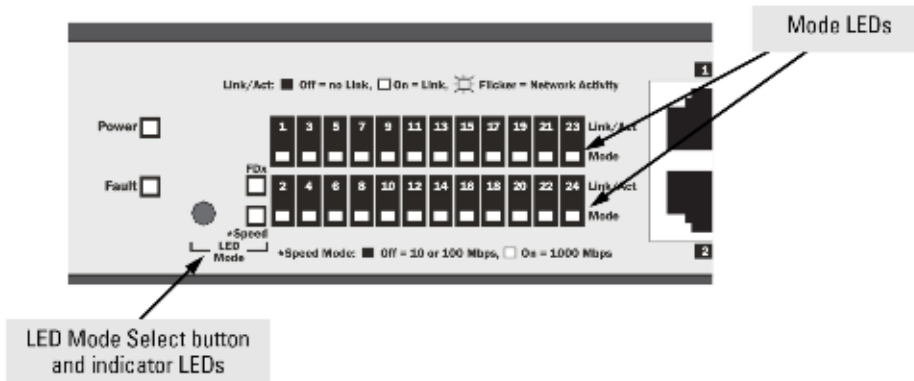 Mode LEDs
1
Link/Act: Off = no Link, On = Link, Flicker = Network Activity
Power
1 3 5 7 9 11 13 15 17 19 21 23 Link/Act
Mode
FDx
Fault
2 4 6 8 10 12 14 16 18 20 22 24 Link/Act
Mode
*Speed
LED
Mode
*Speed Mode: Off = 10 or 100 Mbps, On = 1000 Mbps
2
LED Mode Select button
and indicator LEDs